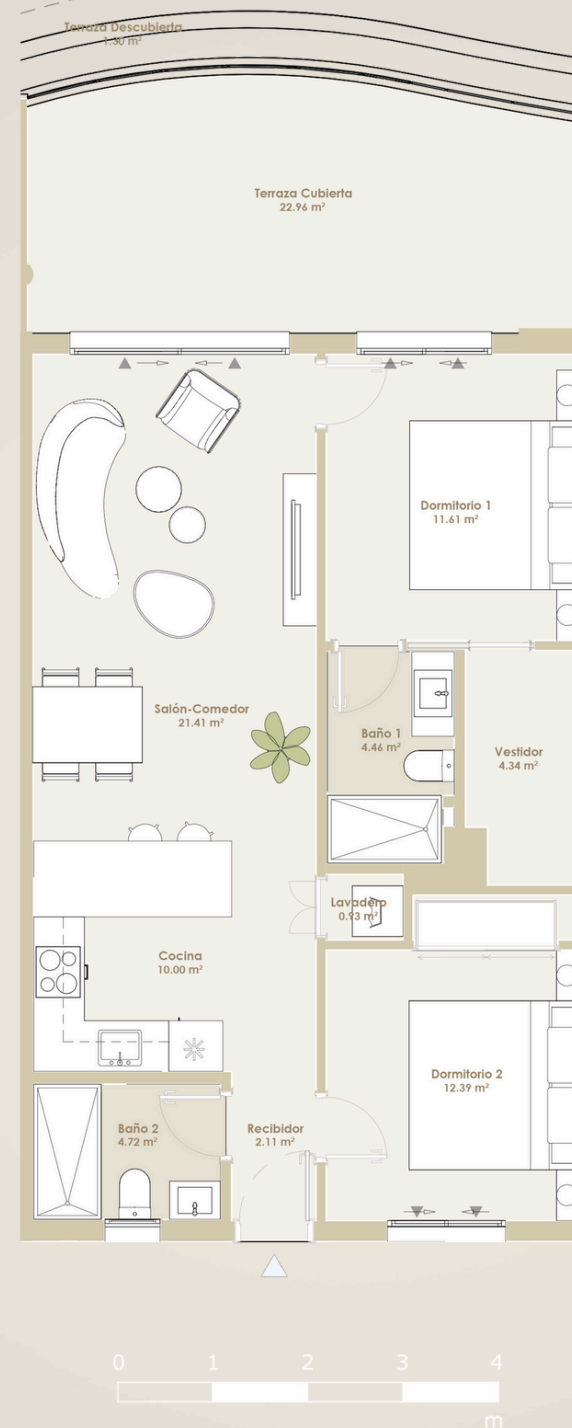 Terraza Descubierta
1.30 m²
Terraza Cubierta
22.96 m²
Dormitorio 1
11.61 m²
Salón-Comedor
21.41 m²
Baño 1
4.46 m²
Vestidor
4.34 m²
Lavadero
0.93 m²
Cocina
10.00 m²
Dormitorio 2
12.39 m²
Baño 2
4.72 m²
Recibidor
2.11 m²
0 1 2 3 4
m